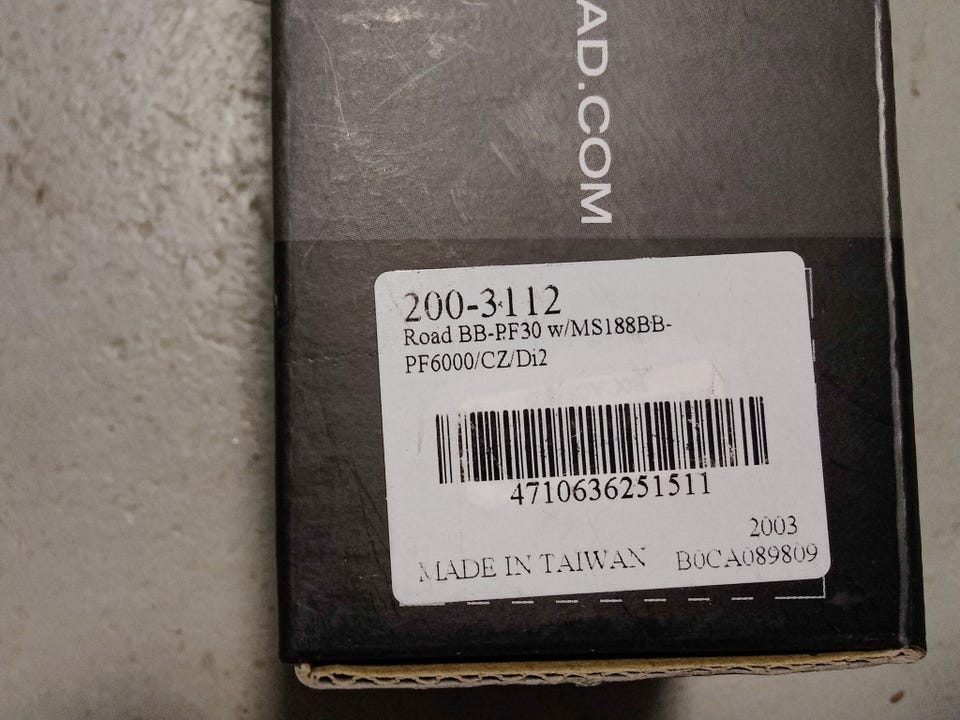 AD.COM
200-3112
Road BB-PF30 w/MS188BB-
PF6000/CZ/Di2
4710636251511
2003
MADE IN TAIWAN B0CA089809